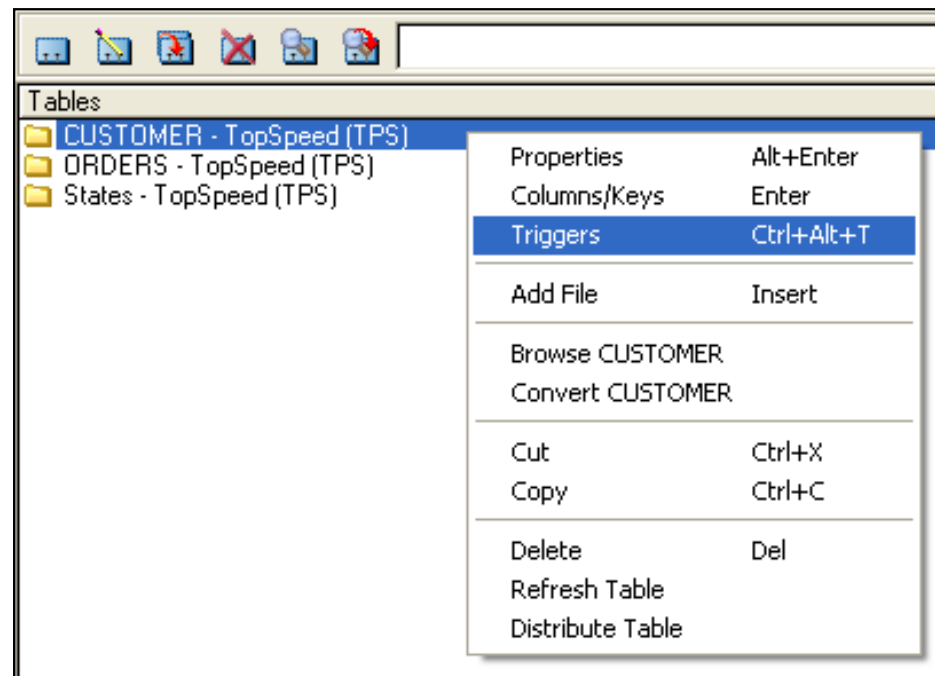 Tables
CUSTOMER - TopSpeed (TPS)
ORDERS - TopSpeed (TPS)
States - TopSpeed (TPS)
Properties Alt+Enter
Columns/Keys Enter
Triggers Ctrl+Alt+T
Add File Insert
Browse CUSTOMER
Convert CUSTOMER
Cut Ctrl+X
Copy Ctrl+C
Delete Del
Refresh Table
Distribute Table